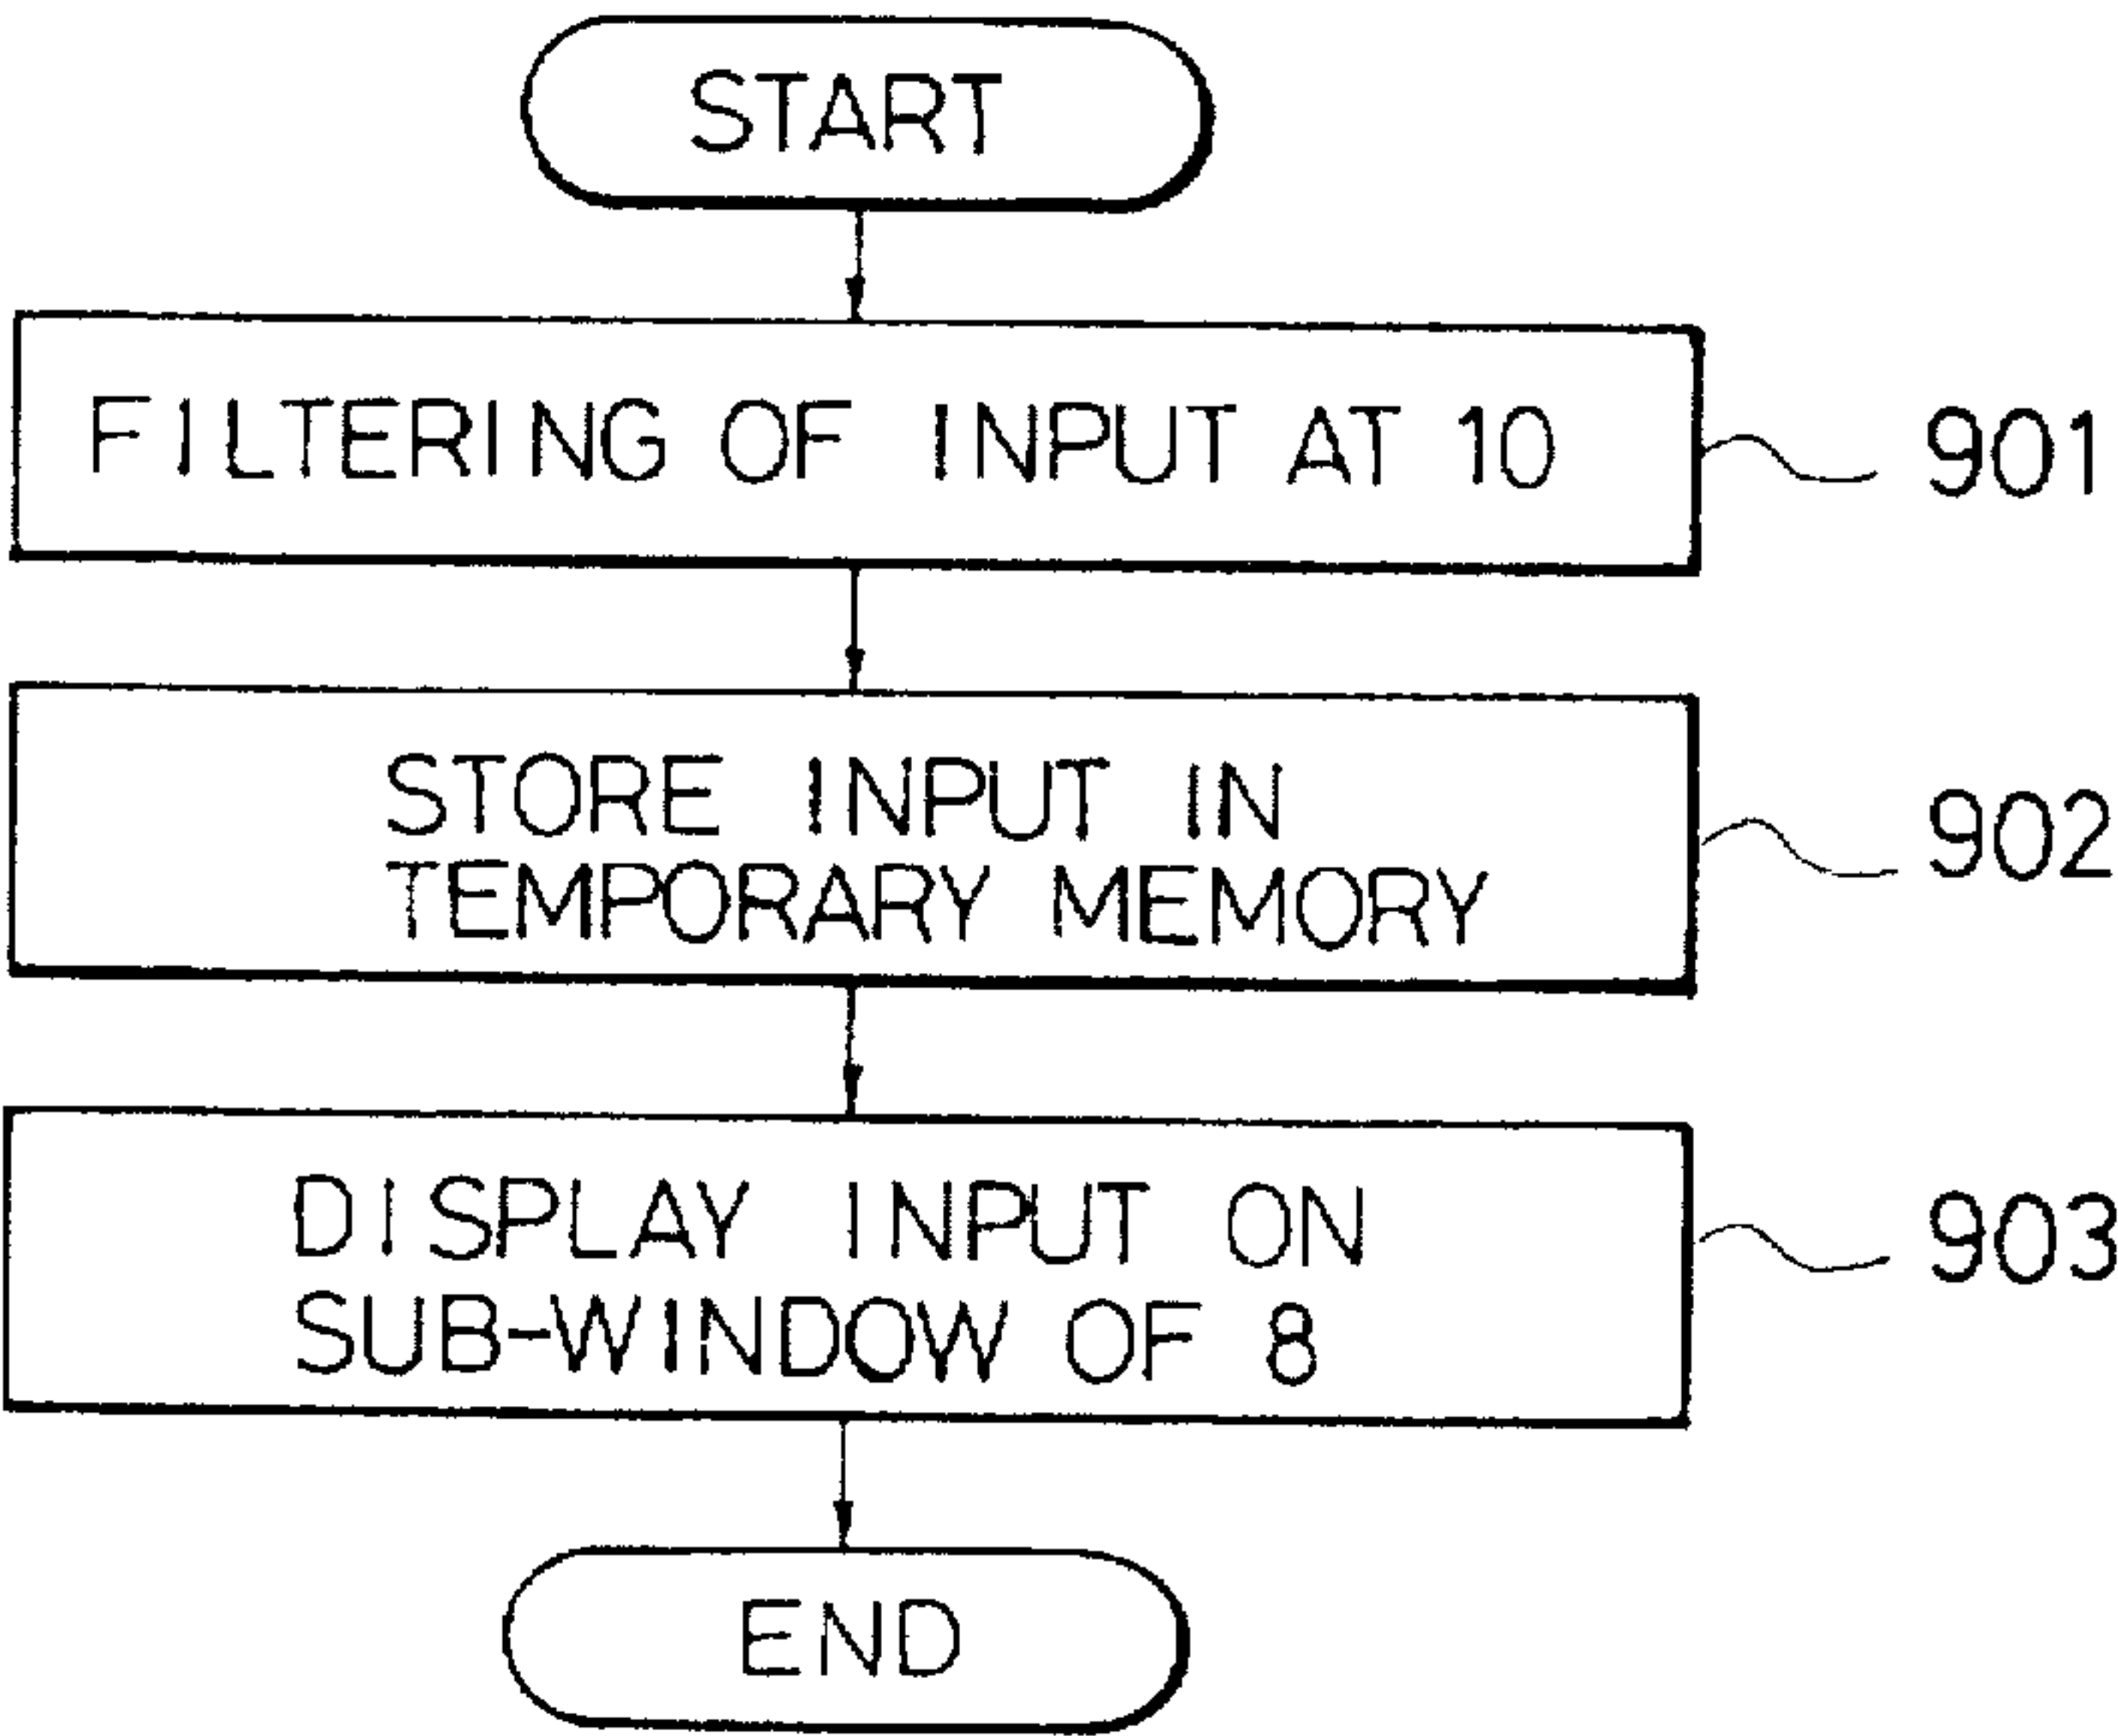 START
FILTERING OF INPUT AT 10
901
STORE INPUT IN
TEMPORARY MEMORY
902
DISPLAY INPUT ON
SUB-WINDOW OF 8
903
END